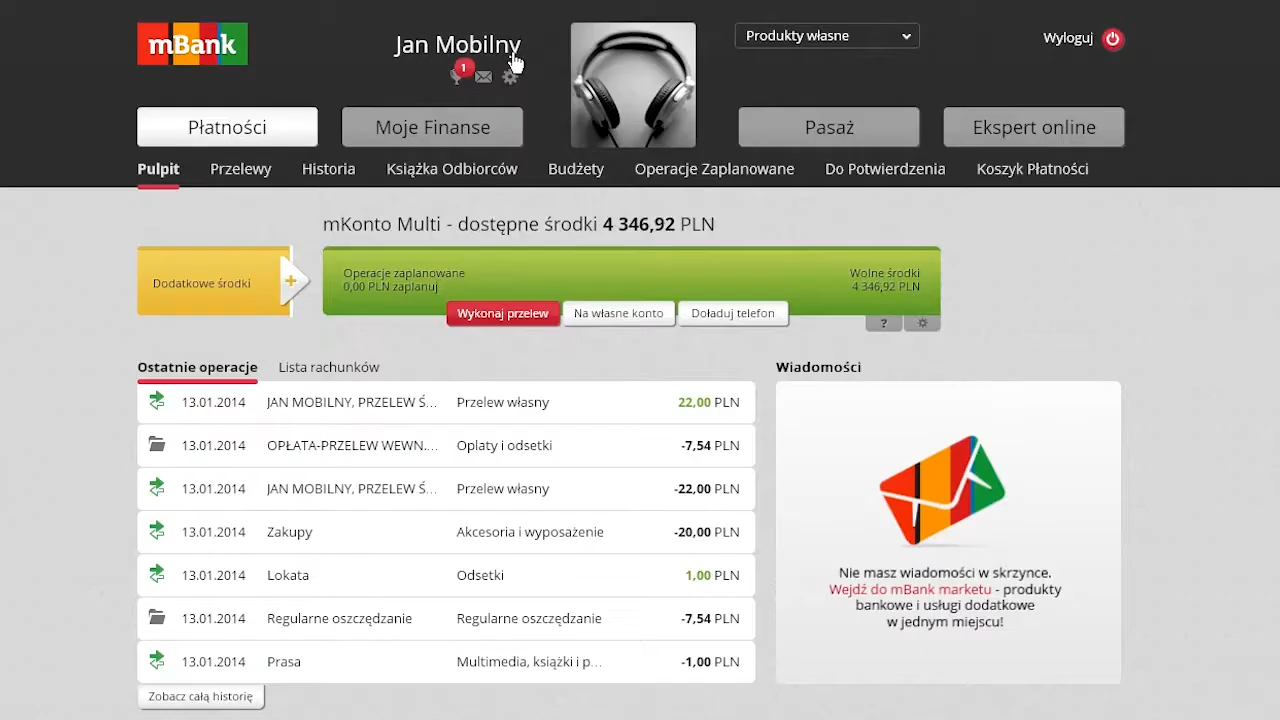 mBank
Jan Mobilny
1
Produkty własne
Wyloguj
Płatności
Moje Finanse
Pasaż
Ekspert online
Pulpit
Przelewy
Historia
Książka Odbiorców
Budżety
Operacje Zaplanowane
Do Potwierdzenia
Koszyk Płatności
mKonto Multi - dostępne środki 4 346,92 PLN
Dodatkowe środki
+
Operacje zaplanowane
0,00 PLN zaplanuj
Wolne środki
4 346,92 PLN
Wykonaj przelew
Na własne konto
Doładuj telefon
?
Ostatnie operacje
Lista rachunków
13.01.2014 JAN MOBILNY, PRZELEW Ś... Przelew własny 22,00 PLN
13.01.2014 OPŁATA-PRZELEW WEWN.... Oplaty i odsetki -7,54 PLN
13.01.2014 JAN MOBILNY, PRZELEW Ś... Przelew własny -22,00 PLN
13.01.2014 Zakupy Akcesoria i wyposażenie -20,00 PLN
13.01.2014 Lokata Odsetki 1,00 PLN
13.01.2014 Regularne oszczędzanie Regularne oszczędzanie -7,54 PLN
13.01.2014 Prasa Multimedia, książki i p... -1,00 PLN
Zobacz całą historię
Wiadomości
Nie masz wiadomości w skrzynce.
Wejdź do mBank marketu - produkty
bankowe i usługi dodatkowe
w jednym miejscu!